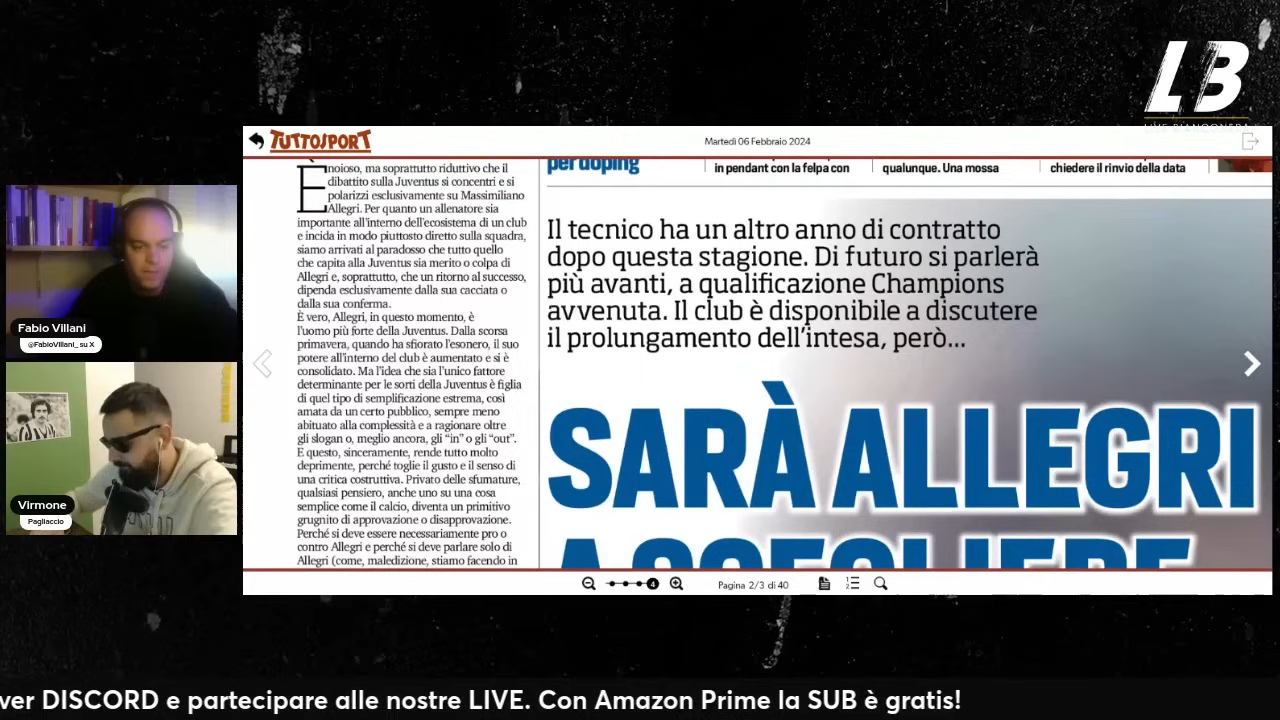 LB
TUTTOSPORT
Martedì 06 Febbraio 2024
per doping
in pendant con la felpa con
qualunque. Una mossa
chiedere il rinvio della data
È noioso, ma soprattutto riduttivo che il
dibattito sulla Juventus si concentri e si
polarizzi esclusivamente su Massimiliano
Allegri. Per quanto un allenatore sia
importante all'interno dell'ecosistema di un club
e incida in modo piuttosto diretto sulla squadra,
siamo arrivati al paradosso che tutto quello
che capita alla Juventus sia merito o colpa di
Allegri e, soprattutto, che un ritorno al successo,
dipenda esclusivamente dalla sua cacciata o
dalla sua conferma.
È vero, Allegri, in questo momento, è
l'uomo più forte della Juventus. Dalla scorsa
primavera, quando ha sfiorato l'esonero, il suo
potere all'interno del club è aumentato e si è
consolidato. Ma l'idea che sia l'unico fattore
determinante per le sorti della Juventus è figlia
di quel tipo di semplificazione estrema, così
amata da un certo pubblico, sempre meno
abituato alla complessità e a ragionare oltre
gli slogan o, meglio ancora, gli "in" o gli "out".
E questo, sinceramente, rende tutto molto
deprimente, perché toglie il gusto e il senso di
una critica costruttiva. Privato delle sfumature,
qualsiasi pensiero, anche uno su una cosa
semplice come il calcio, diventa un primitivo
grugnito di approvazione o disapprovazione.
Perché si deve essere necessariamente pro o
contro Allegri e perché si deve parlare solo di
Allegri (come, maledizione, stiamo facendo in
Il tecnico ha un altro anno di contratto
dopo questa stagione. Di futuro si parlerà
più avanti, a qualificazione Champions
avvenuta. Il club è disponibile a discutere
il prolungamento dell'intesa, però...
SARÀ ALLEGRI
A SCEGLIERE
4
Pagina 2/3 di 40
Fabio Villani
@FabioVillani_ su X
Virmone
Pagliaccio
ver DISCORD e partecipare alle nostre LIVE. Con Amazon Prime la SUB è gratis!